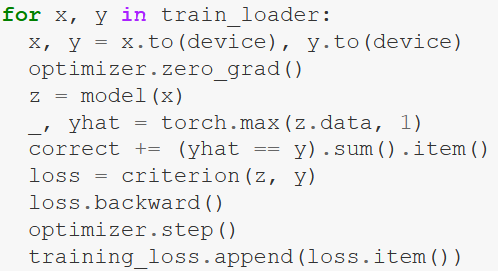 for x, y in train_loader:
  x, y = x.to(device), y.to(device)
  optimizer.zero_grad()
  z = model(x)
  _, yhat = torch.max(z.data, 1)
  correct += (yhat == y).sum().item()
  loss = criterion(z, y)
  loss.backward()
  optimizer.step()
  training_loss.append(loss.item())